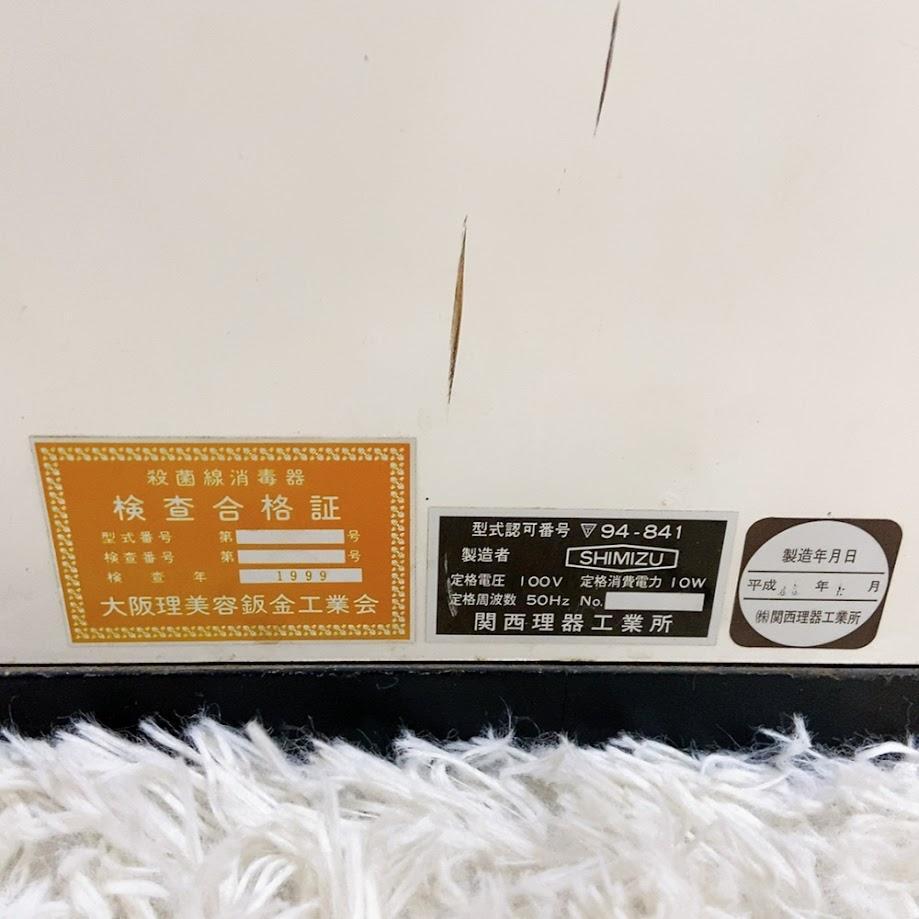 殺菌線消毒器
検査合格証
型式番号 第 号
検査番号 第 号
検査年 1999
大阪理美容鈑金工業会
型式認可番号 94-841
製造者 SHIMIZU
定格電圧 100V 定格消費電力 10W
定格周波数 50Hz No.
関西理器工業所
製造年月日
平成 年 月
㈱関西理器工業所